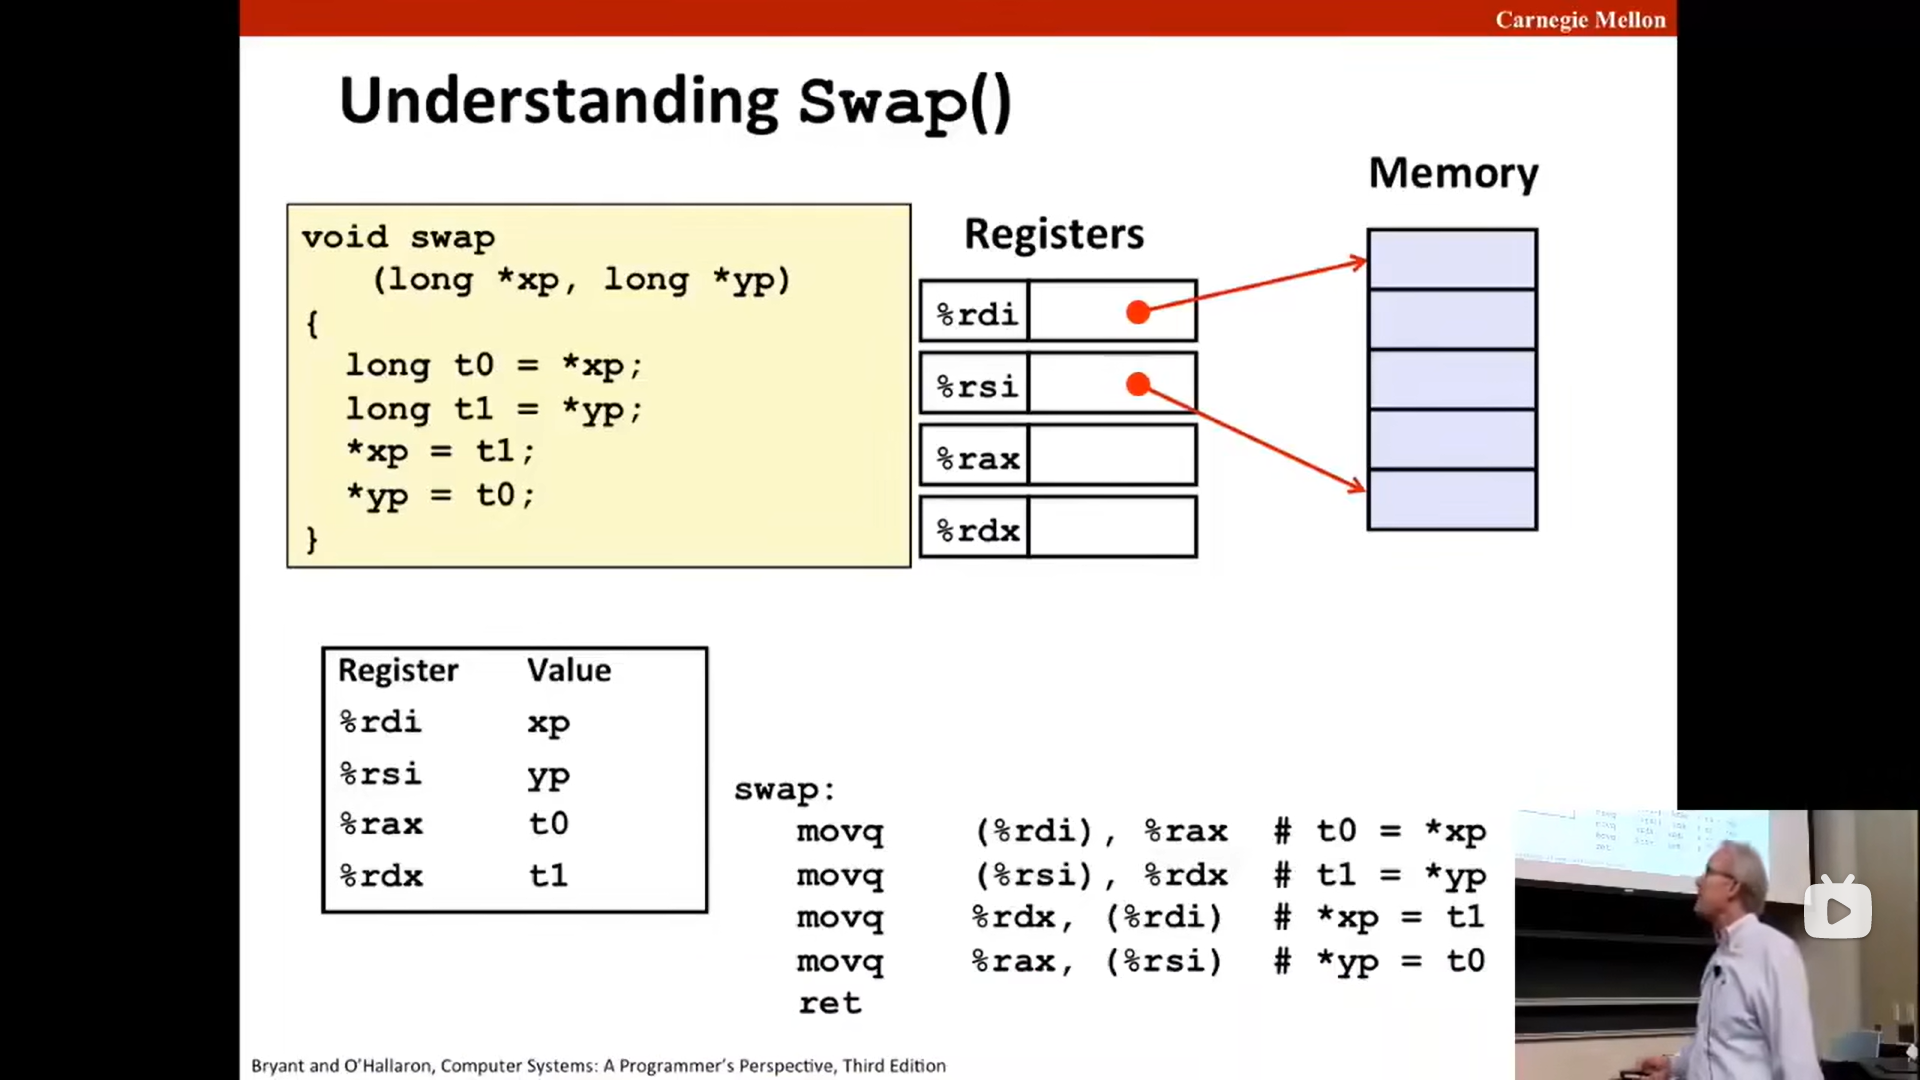 Carnegie Mellon
Understanding Swap()
Memory
Registers
void swap
(long *xp, long *yp)
{
long t0 = *xp;
long t1 = *yp;
*xp = t1;
*yp = t0;
}
%rdi
%rsi
%rax
%rdx
Register Value
%rdi xp
%rsi yp
%rax t0
%rdx t1
swap:
movq (%rdi), %rax # t0 = *xp
movq (%rsi), %rdx # t1 = *yp
movq %rdx, (%rdi) # *xp = t1
movq %rax, (%rsi) # *yp = t0
ret
Bryant and O'Hallaron, Computer Systems: A Programmer's Perspective, Third Edition